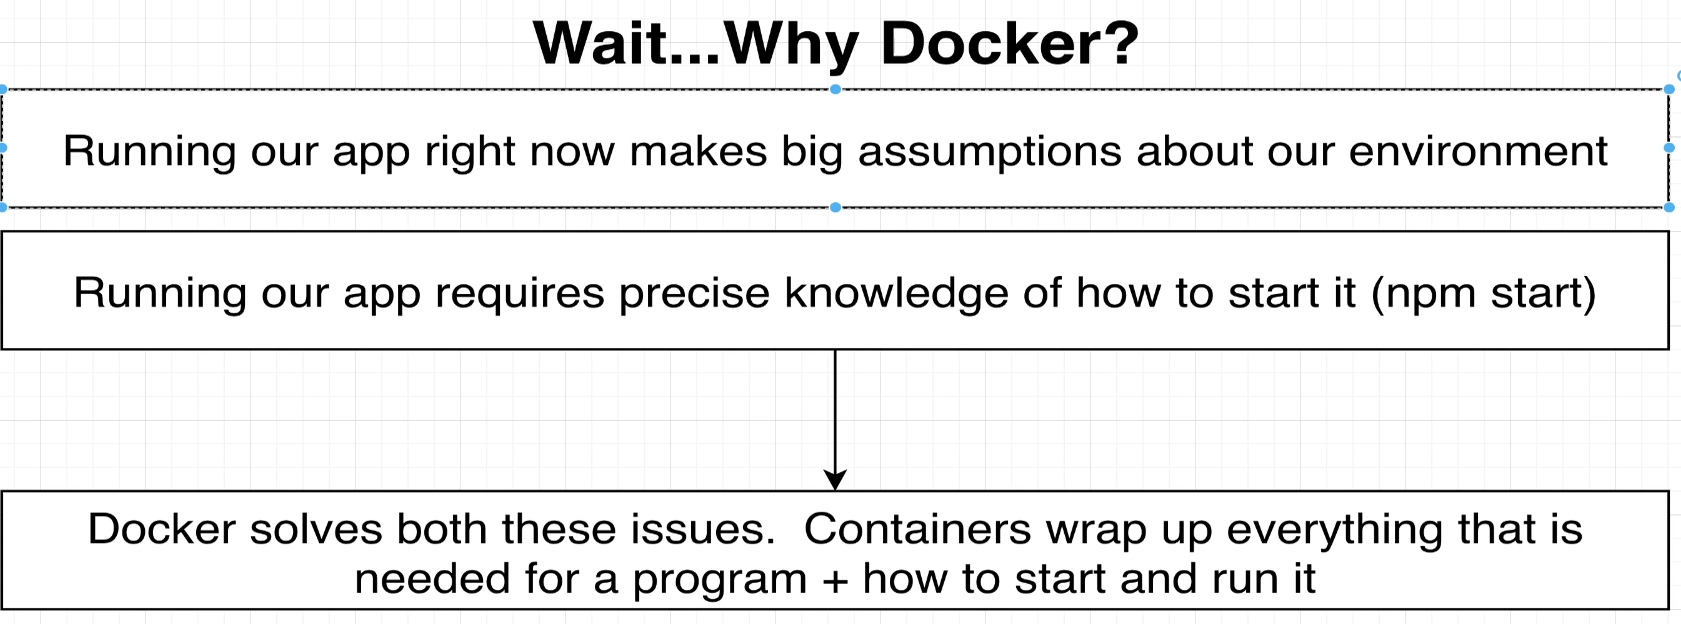 Wait...Why Docker?
Running our app right now makes big assumptions about our environment
Running our app requires precise knowledge of how to start it (npm start)
Docker solves both these issues.  Containers wrap up everything that is
needed for a program + how to start and run it